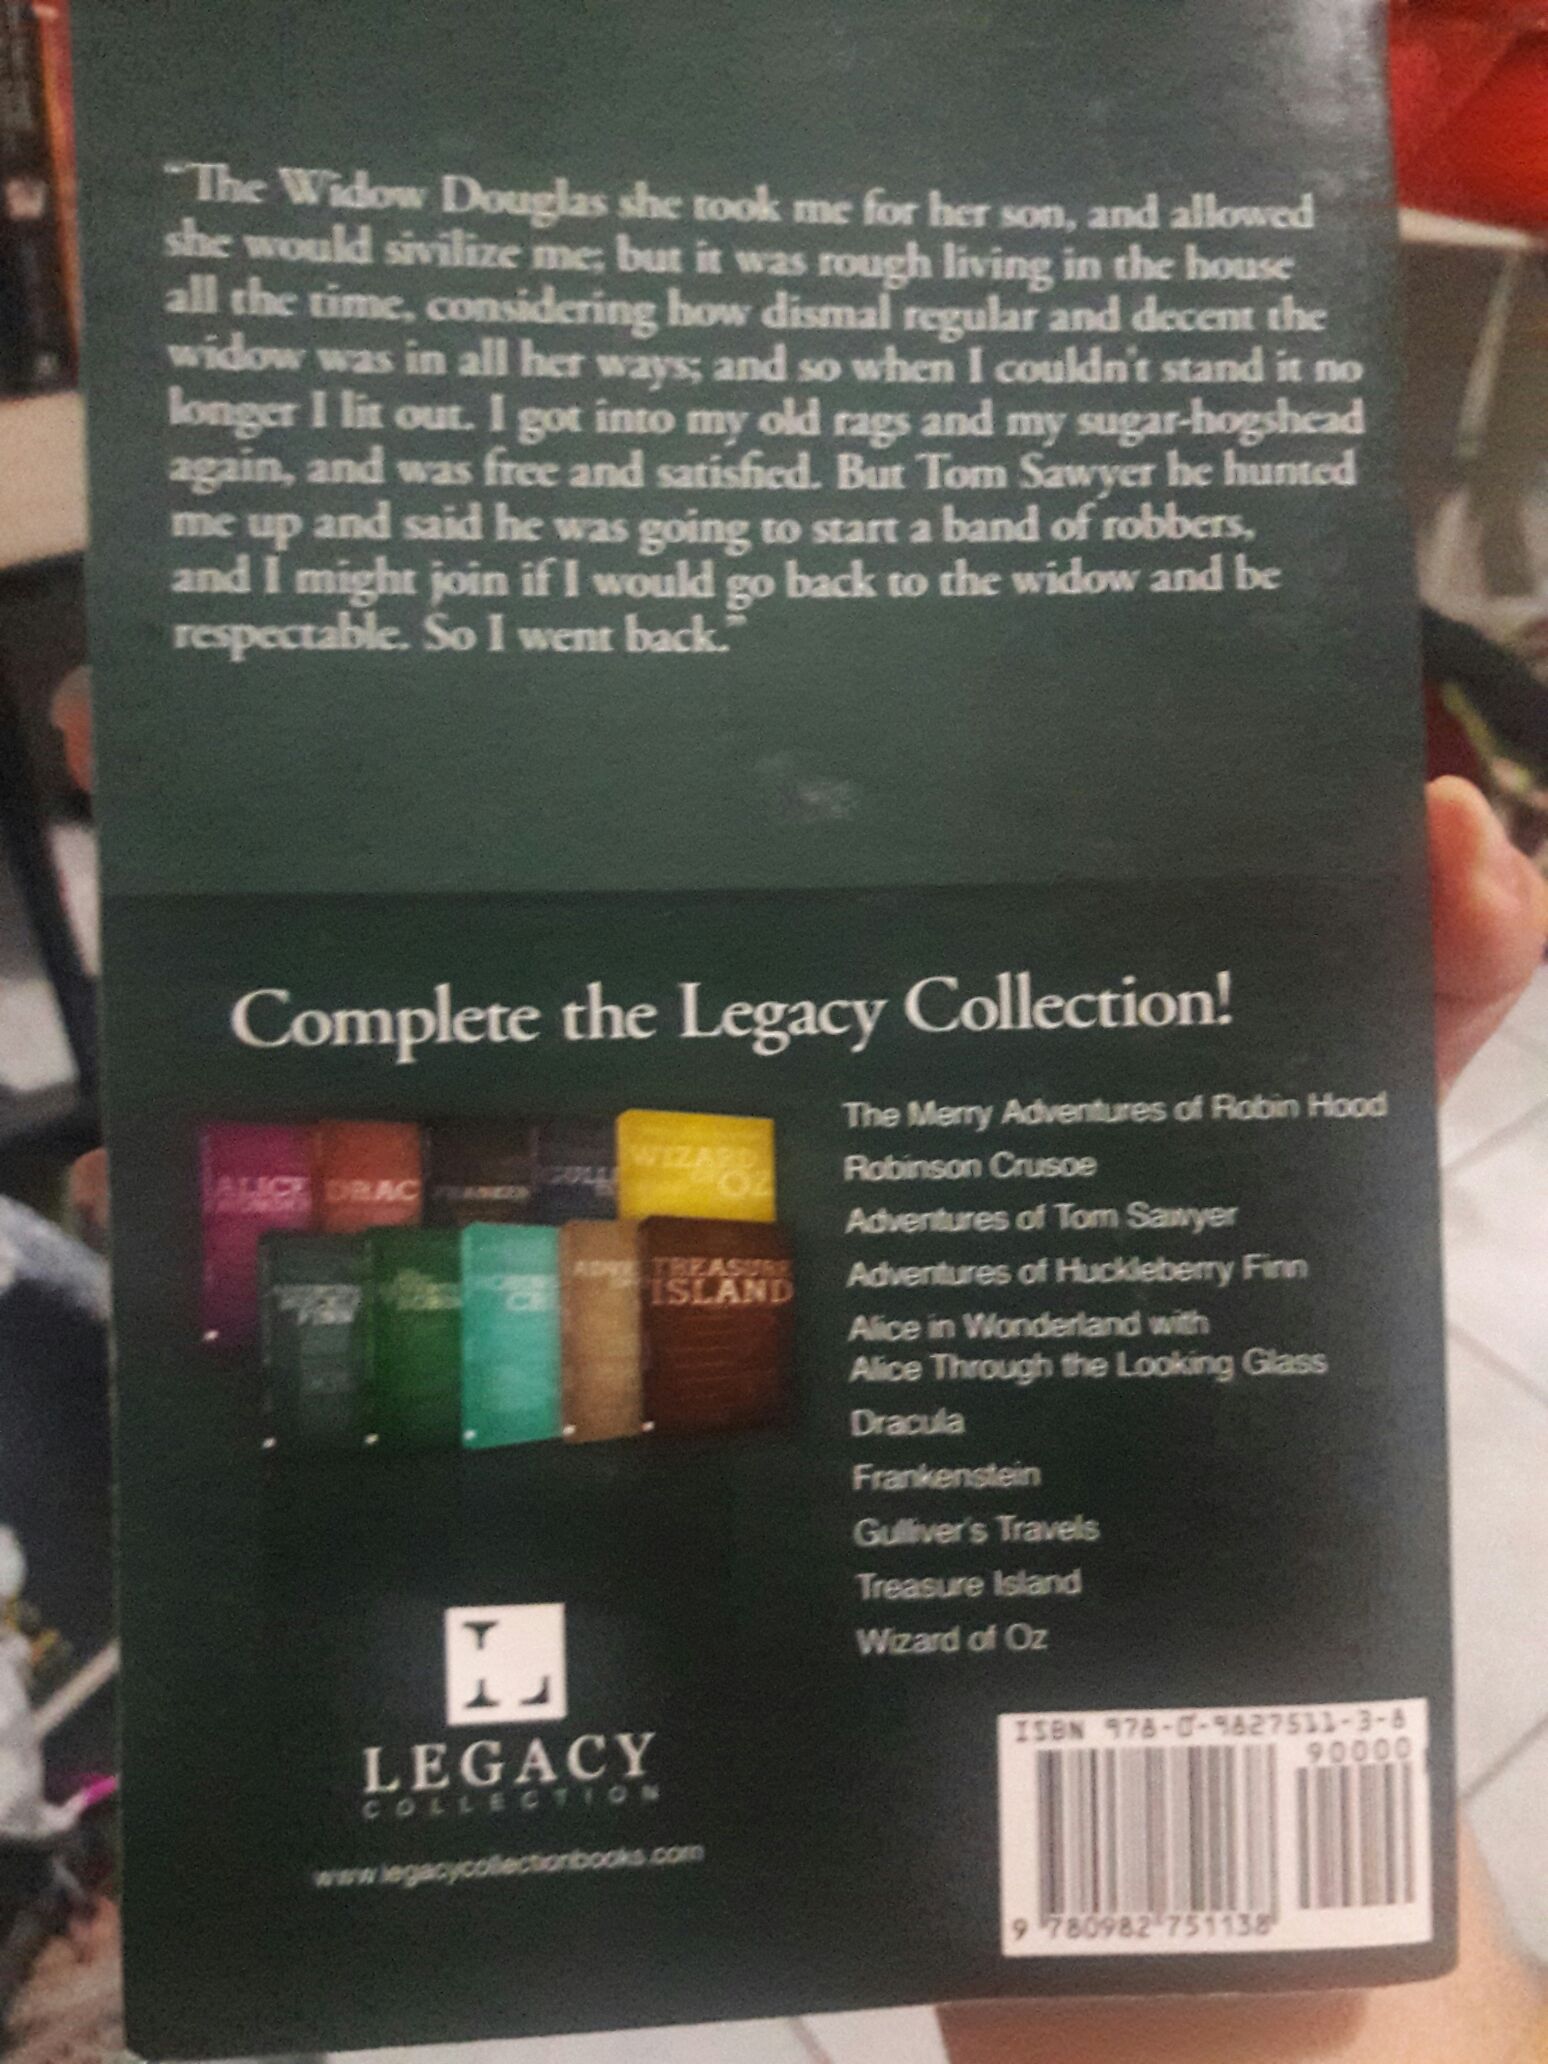 “The Widow Douglas she took me for her son, and allowed
she would sivilize me; but it was rough living in the house
all the time, considering how dismal regular and decent the
widow was in all her ways; and so when I couldn't stand it no
longer I lit out. I got into my old rags and my sugar-hogshead
again, and was free and satisfied. But Tom Sawyer he hunted
me up and said he was going to start a band of robbers,
and I might join if I would go back to the widow and be
respectable. So I went back.”
Complete the Legacy Collection!
ALICE
DRAC
FRANKEN
GULL
WIZARD
OZ
FINN
TREASURE
ISLAND
The Merry Adventures of Robin Hood
Robinson Crusoe
Adventures of Tom Sawyer
Adventures of Huckleberry Finn
Alice in Wonderland with
Alice Through the Looking Glass
Dracula
Frankenstein
Gulliver's Travels
Treasure Island
Wizard of Oz
L
LEGACY
COLLECTION
www.legacycollectionbooks.com
ISBN 978-0-9827511-3-8
90000
9 780982 751138